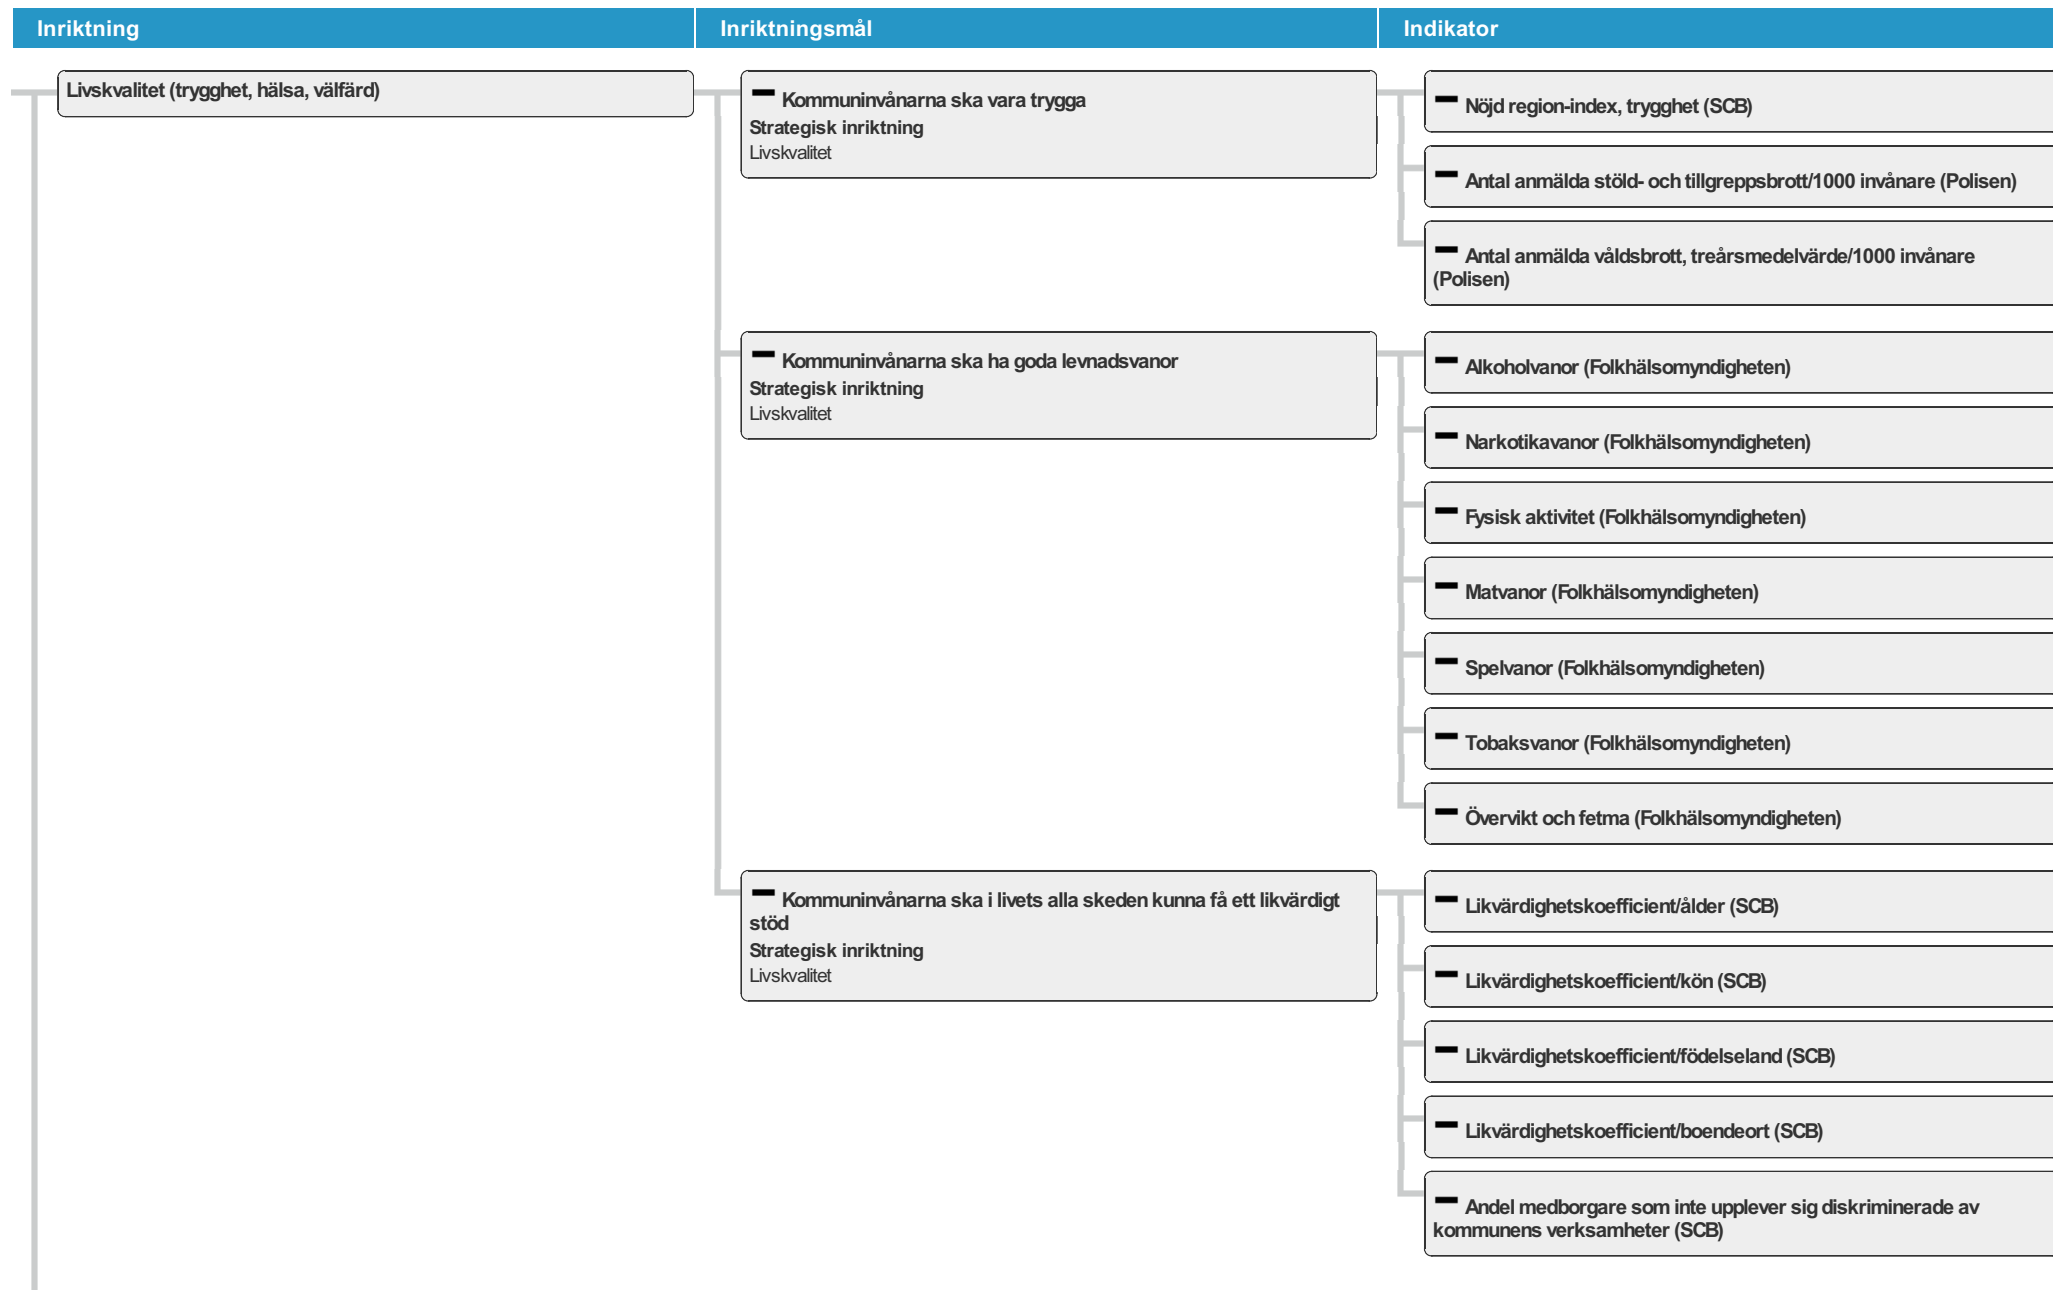 Inriktning
Inriktningsmål
Indikator
Livskvalitet (trygghet, hälsa, välfärd)
Kommuninvånarna ska vara trygga
Strategisk inriktning
Livskvalitet
Nöjd region-index, trygghet (SCB)
Antal anmälda stöld- och tillgreppsbrott/1000 invånare (Polisen)
Antal anmälda våldsbrott, treårsmedelvärde/1000 invånare
(Polisen)
Kommuninvånarna ska ha goda levnadsvanor
Strategisk inriktning
Livskvalitet
Alkoholvanor (Folkhälsomyndigheten)
Narkotikavanor (Folkhälsomyndigheten)
Fysisk aktivitet (Folkhälsomyndigheten)
Matvanor (Folkhälsomyndigheten)
Spelvanor (Folkhälsomyndigheten)
Tobaksvanor (Folkhälsomyndigheten)
Övervikt och fetma (Folkhälsomyndigheten)
Kommuninvånarna ska i livets alla skeden kunna få ett likvärdigt
stöd
Strategisk inriktning
Livskvalitet
Likvärdighetskoefficient/ålder (SCB)
Likvärdighetskoefficient/kön (SCB)
Likvärdighetskoefficient/födelseland (SCB)
Likvärdighetskoefficient/boendeort (SCB)
Andel medborgare som inte upplever sig diskriminerade av
kommunens verksamheter (SCB)